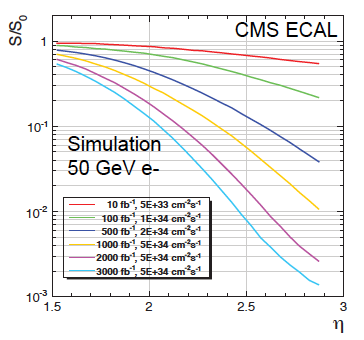 CMS ECAL
S/S₀
1
10⁻¹
10⁻²
10⁻³
Simulation
50 GeV e-
10 fb⁻¹, 5E+33 cm⁻²s⁻¹
100 fb⁻¹, 1E+34 cm⁻²s⁻¹
500 fb⁻¹, 2E+34 cm⁻²s⁻¹
1000 fb⁻¹, 5E+34 cm⁻²s⁻¹
2000 fb⁻¹, 5E+34 cm⁻²s⁻¹
3000 fb⁻¹, 5E+34 cm⁻²s⁻¹
1.5 2 2.5 3
η